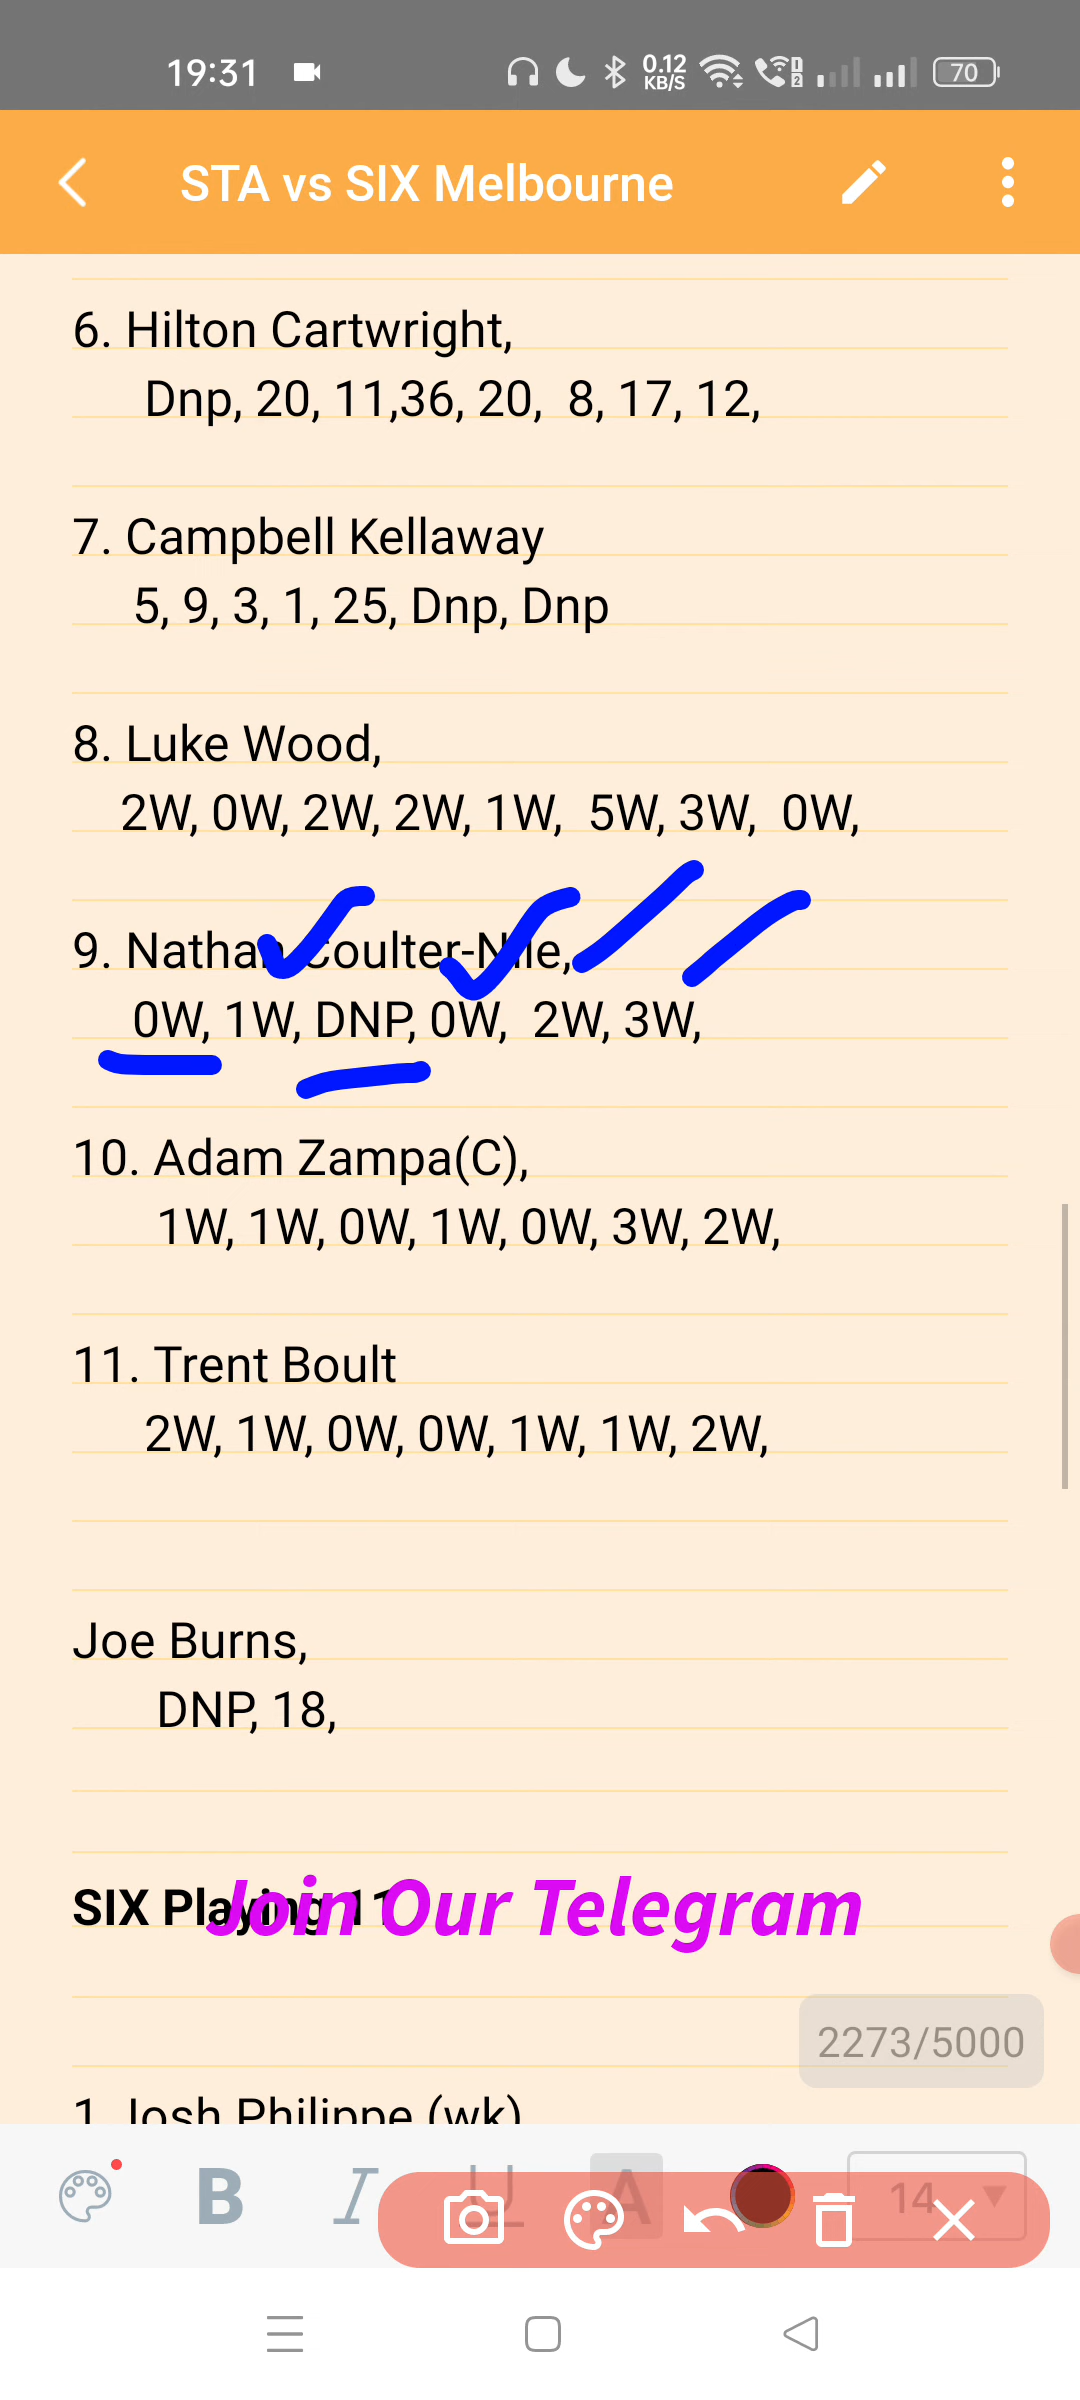 19:31
0.12 KB/S
70
STA vs SIX Melbourne
6. Hilton Cartwright,
Dnp, 20, 11,36, 20, 8, 17, 12,
7. Campbell Kellaway
5, 9, 3, 1, 25, Dnp, Dnp
8. Luke Wood,
2W, 0W, 2W, 2W, 1W, 5W, 3W, 0W,
9. Nathan Coulter-Nile,
0W, 1W, DNP, 0W, 2W, 3W,
10. Adam Zampa(C),
1W, 1W, 0W, 1W, 0W, 3W, 2W,
11. Trent Boult
2W, 1W, 0W, 0W, 1W, 1W, 2W,
Joe Burns,
DNP, 18,
SIX Playing 11
Join Our Telegram
2273/5000
1. Josh Philippe (wk)
B I U A 14